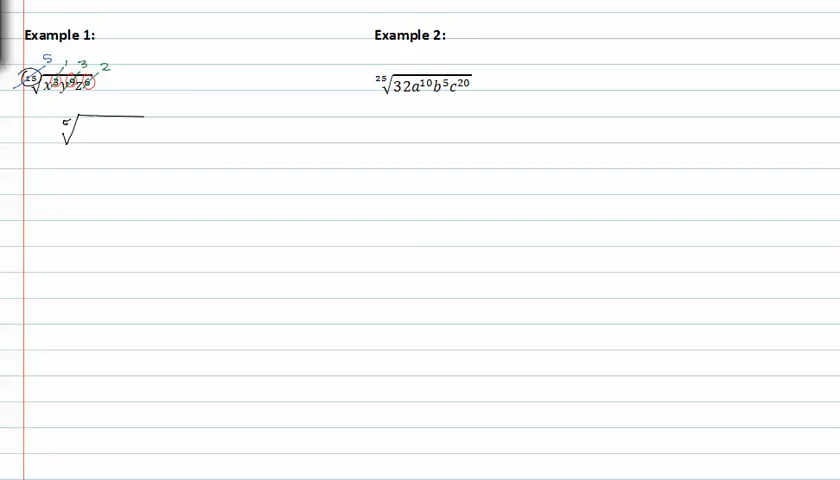 Example 1:
Example 2:
5 1 3 2
¹⁵√x³y⁹z⁶
²⁵√32a¹⁰b⁵c²⁰
⁵√